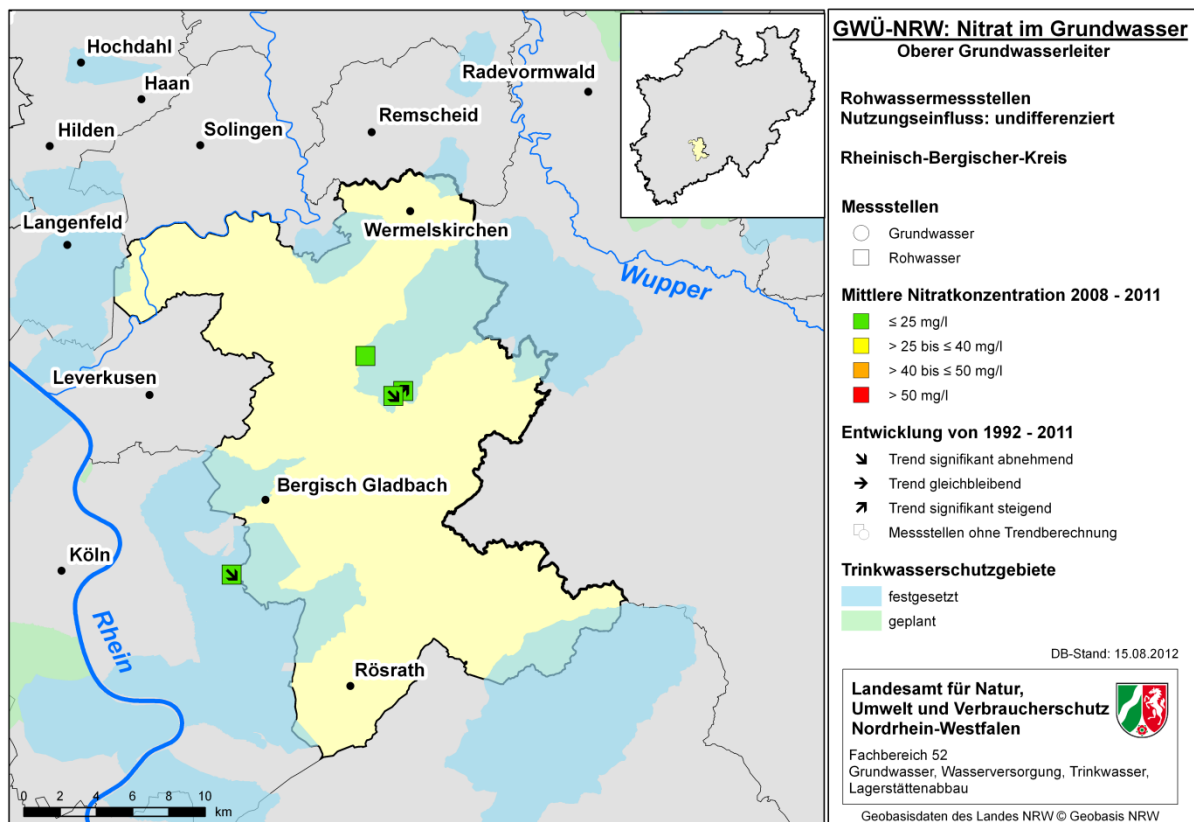 Hochdahl
Haan
Hilden
Solingen
Radevormwald
Remscheid
Langenfeld
Wermelskirchen
Wupper
Leverkusen
Bergisch Gladbach
Köln
Rhein
Rösrath
0 2 4 6 8 10
km
GWÜ-NRW: Nitrat im Grundwasser
Oberer Grundwasserleiter
Rohwassermessstellen
Nutzungseinfluss: undifferenziert
Rheinisch-Bergischer-Kreis
Messstellen
Grundwasser
Rohwasser
Mittlere Nitratkonzentration 2008 - 2011
≤ 25 mg/l
> 25 bis ≤ 40 mg/l
> 40 bis ≤ 50 mg/l
> 50 mg/l
Entwicklung von 1992 - 2011
Trend signifikant abnehmend
Trend gleichbleibend
Trend signifikant steigend
Messstellen ohne Trendberechnung
Trinkwasserschutzgebiete
festgesetzt
geplant
DB-Stand: 15.08.2012
Landesamt für Natur,
Umwelt und Verbraucherschutz
Nordrhein-Westfalen
Fachbereich 52
Grundwasser, Wasserversorgung, Trinkwasser,
Lagerstättenabbau
Geobasisdaten des Landes NRW © Geobasis NRW